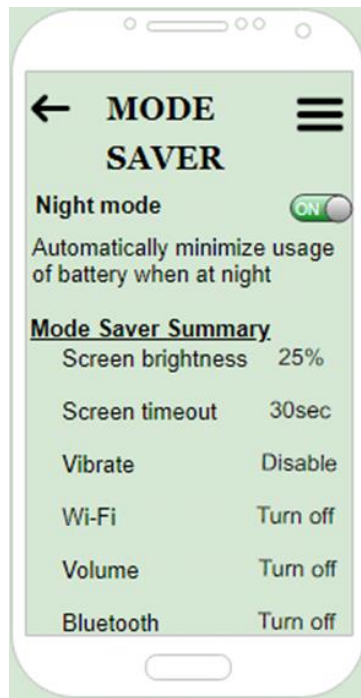 MODE
SAVER
Night mode ON
Automatically minimize usage
of battery when at night
Mode Saver Summary
Screen brightness 25%
Screen timeout 30sec
Vibrate Disable
Wi-Fi Turn off
Volume Turn off
Bluetooth Turn off